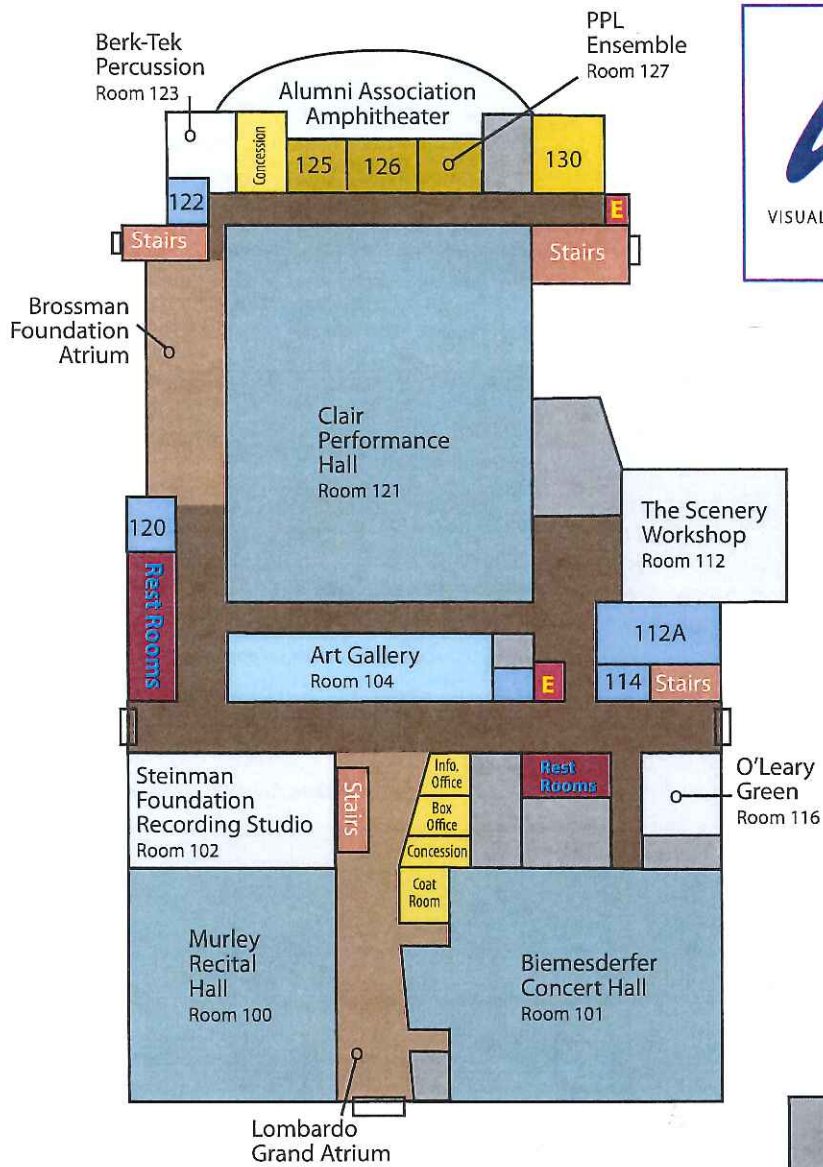 Berk-Tek
Percussion
Room 123
PPL
Ensemble
Room 127
Alumni Association
Amphitheater
Concession
125
126
130
122
E
Stairs
Stairs
VISUAL
Brossman
Foundation
Atrium
Clair
Performance
Hall
Room 121
The Scenery
Workshop
Room 112
120
Rest Rooms
112A
Art Gallery
Room 104
E
114
Stairs
Steinman
Foundation
Recording Studio
Room 102
Stairs
Info.
Office
Box
Office
Concession
Coat
Room
Rest
Rooms
O'Leary
Green
Room 116
Murley
Recital
Hall
Room 100
Biemesderfer
Concert Hall
Room 101
Lombardo
Grand Atrium